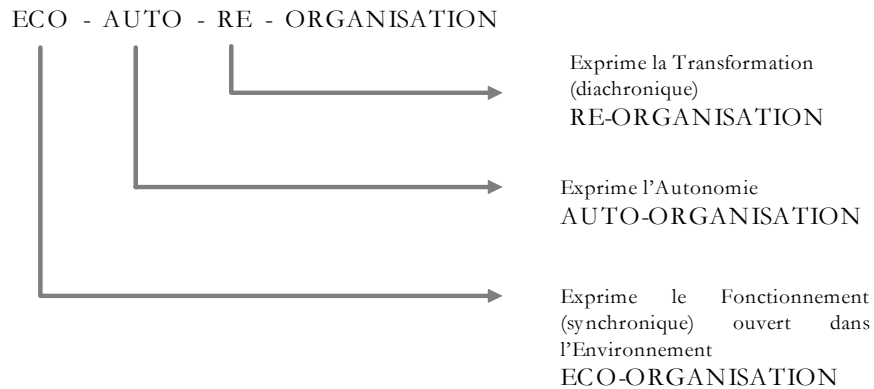 ECO - AUTO - RE - ORGANISATION
Exprime la Transformation
(diachronique)
RE-ORGANISATION
Exprime l’Autonomie
AUTO-ORGANISATION
Exprime le Fonctionnement
(synchronique) ouvert dans
l’Environnement
ECO-ORGANISATION